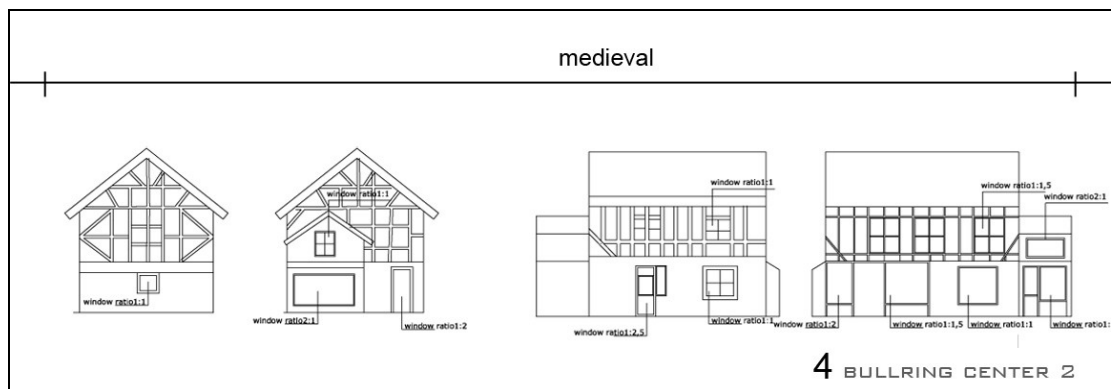 medieval
window ratio1:1
window ratio1:1
window ratio2:1
window ratio1:2
window ratio1:1
window ratio1:2,5
window ratio1:1
window ratio1:1,5
window ratio2:1
window ratio1:2
window ratio1:1,5
window ratio1:1
window ratio1:
4 BULLRING CENTER 2